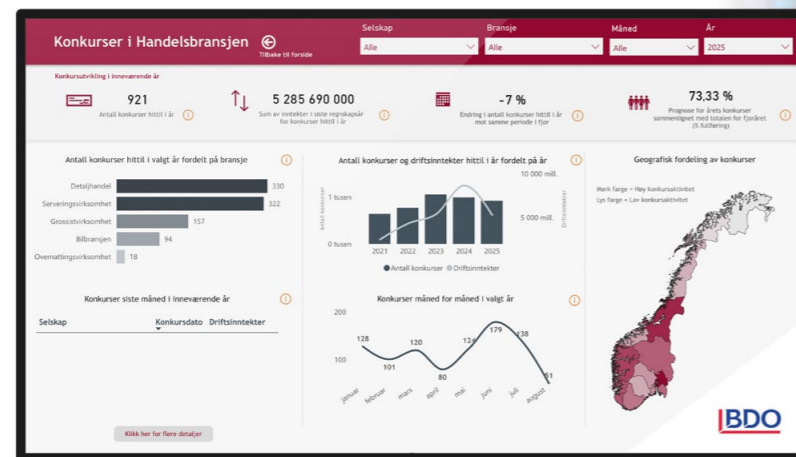 Konkurser i Handelsbransjen
Tilbake til forside
Selskap
Bransje
Måned
År
Alle
Alle
Alle
2025
Konkursutvikling i inneværende år
921
Antall konkurser hittil i år
5 285 690 000
Sum av inntekter i siste regnskapsår
for konkurser hittil i år
-7 %
Endring i antall konkurser hittil i år
mot samme periode i fjor
73,33 %
Prognose for årets konkurser
sammenlignet med totalen for fjoråret
(% fullføring)
Antall konkurser hittil i valgt år fordelt på bransje
Detaljhandel
330
Serveringsvirksomhet
322
Grossistvirksomhet
157
Bilbransjen
94
Overnattingsvirksomhet
18
Antall konkurser og driftsinntekter hittil i år fordelt på år
10 000 mill.
1 tusen
5 000 mill.
0 tusen
Antall konkurser
Driftsinntekter
2021
2022
2023
2024
2025
Antall konkurser
Driftsinntekter
Geografisk fordeling av konkurser
Mørk farge = Høy konkursaktivitet
Lys farge = Lav konkursaktivitet
Konkurser siste måned i inneværende år
Selskap
Konkursdato
Driftsinntekter
Klikk her for flere detaljer
Konkurser måned for måned i valgt år
200
100
128
101
120
80
124
179
138
51
januar
februar
mars
april
mai
juni
juli
august
BDO